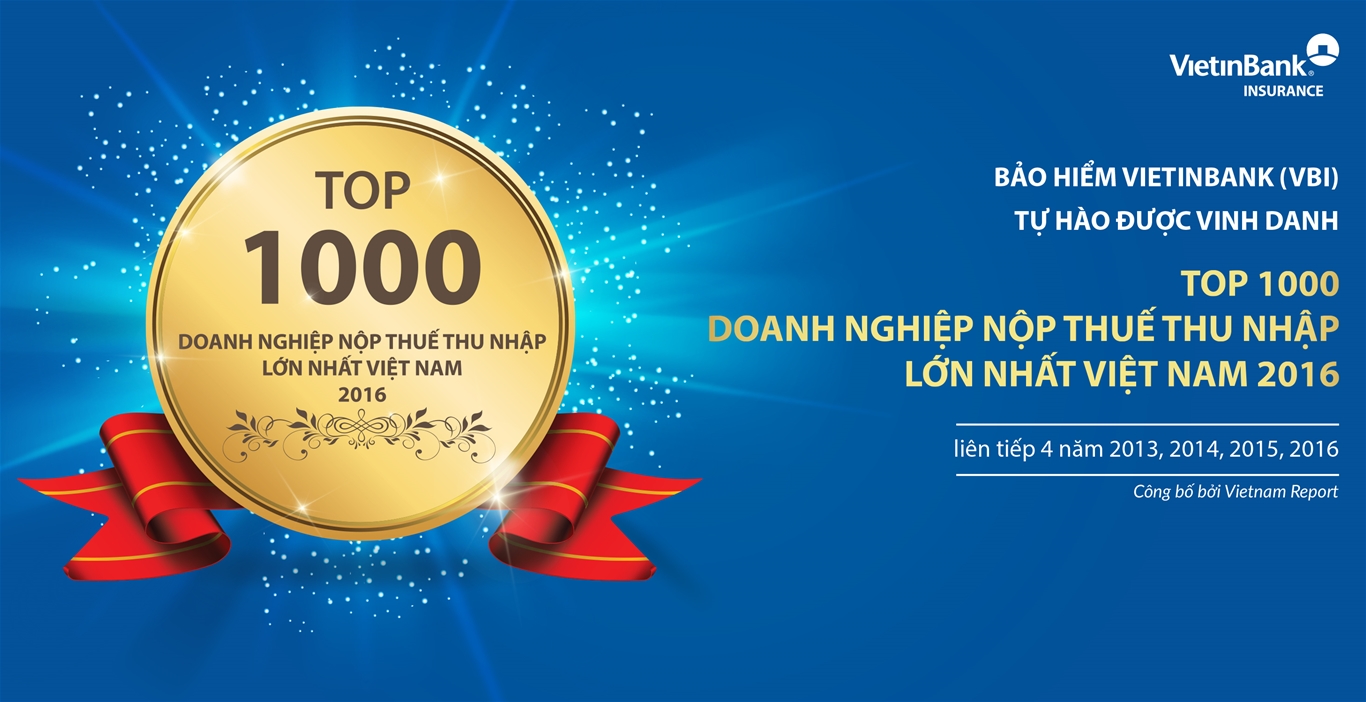 TOP
1000
DOANH NGHIỆP NỘP THUẾ THU NHẬP
LỚN NHẤT VIỆT NAM
2016
VIETINBANK
INSURANCE
BẢO HIỂM VIETINBANK (VBI)
TỰ HÀO ĐƯỢC VINH DANH
TOP 1000
DOANH NGHIỆP NỘP THUẾ THU NHẬP
LỚN NHẤT VIỆT NAM 2016
liên tiếp 4 năm 2013, 2014, 2015, 2016
Công bố bởi Vietnam Report